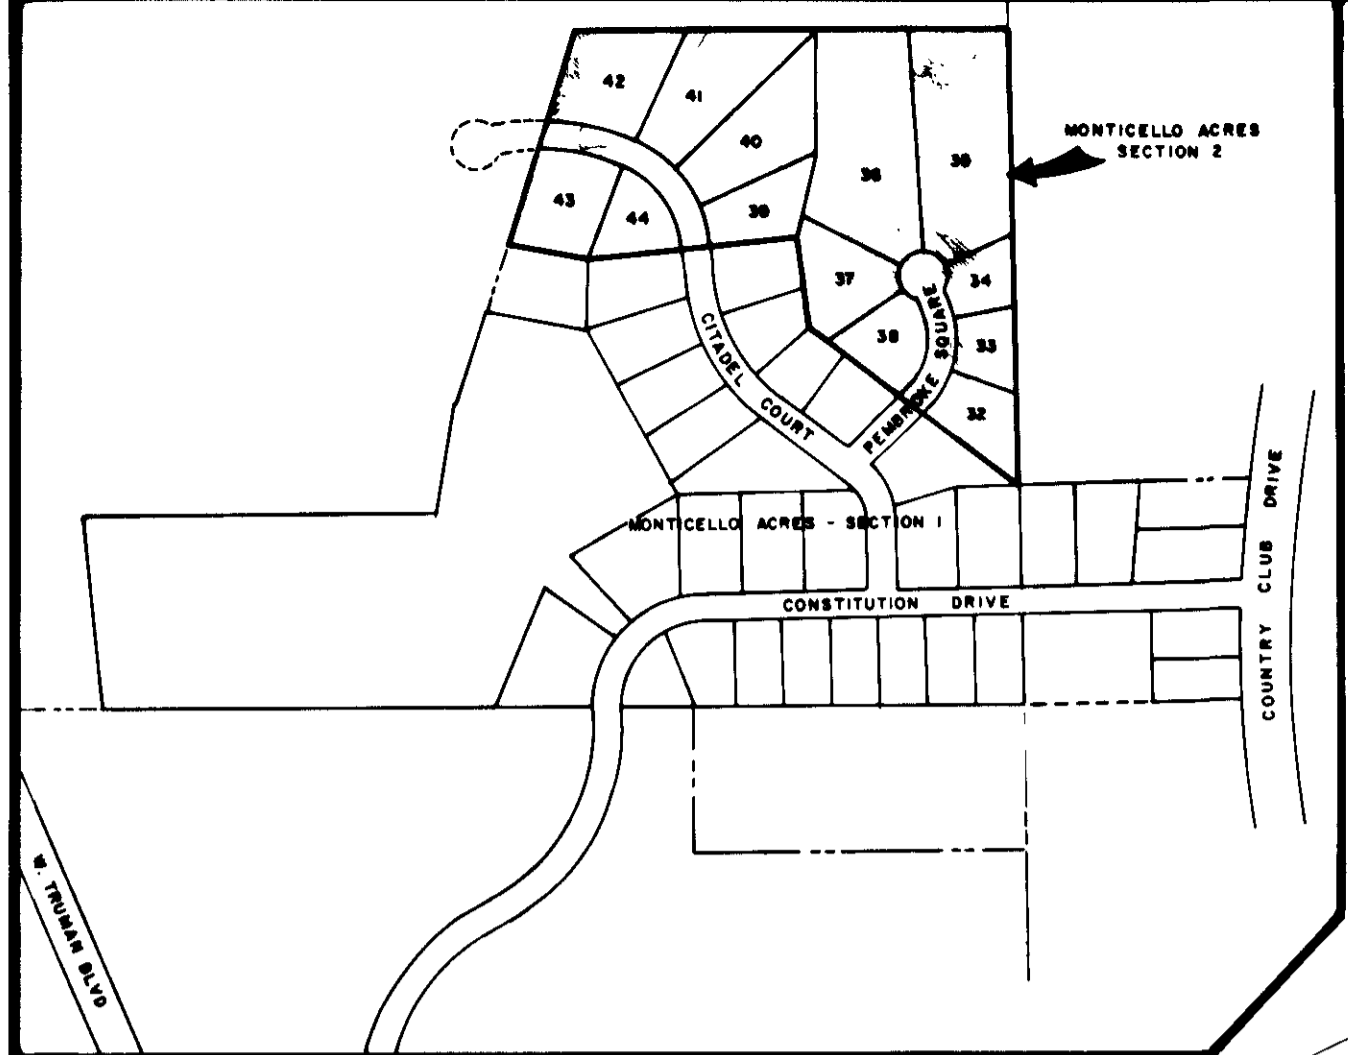 42
41
40
MONTICELLO ACRES
SECTION 2
35
36
43
44
39
37
34
38
33
32
CITADEL COURT
PEMBROKE SQUARE
MONTICELLO ACRES - SECTION 1
CONSTITUTION DRIVE
COUNTRY CLUB DRIVE
W. TRUMAN BLVD